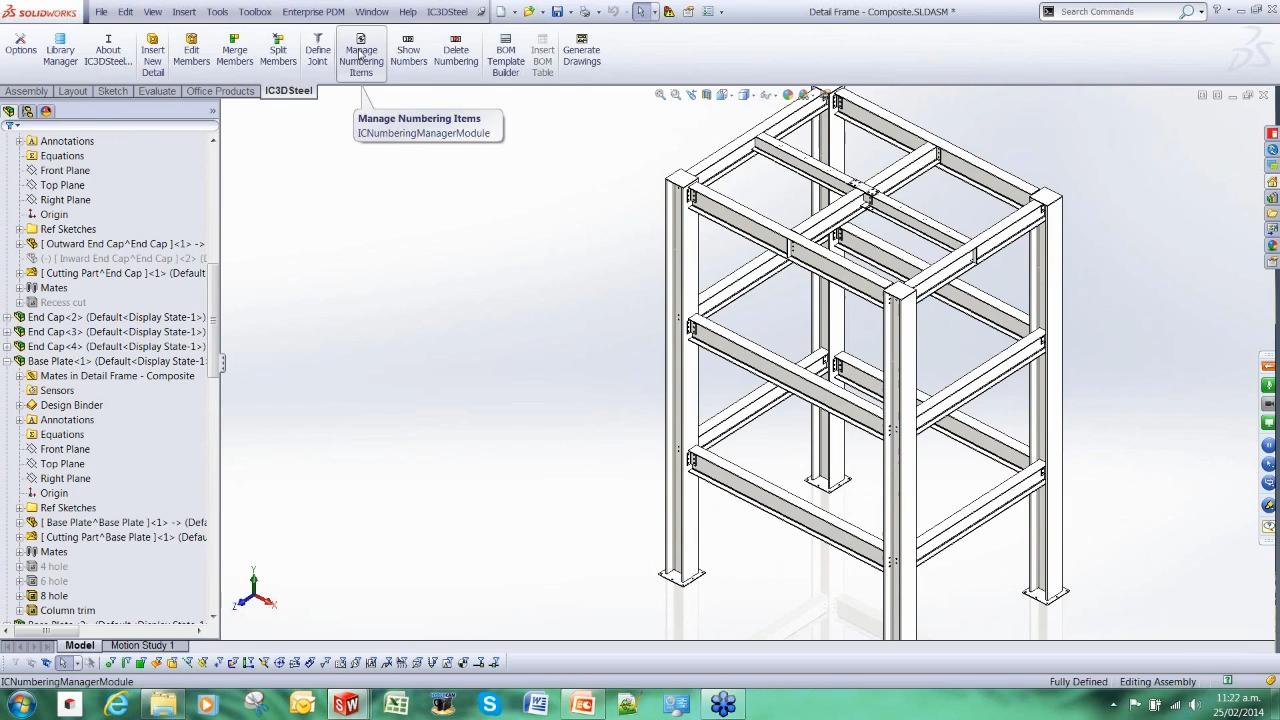 SOLIDWORKS
File Edit View Insert Tools Toolbox Enterprise PDM Window Help IC3DSteel
Detail Frame - Composite.SLDASM *
Search Commands
Options
Library Manager
About IC3DSteel...
Insert New Detail
Edit Members
Merge Members
Split Members
Define Joint
Manage Numbering Items
Show Numbers
Delete Numbering
BOM Template Builder
Insert BOM Table
Generate Drawings
Assembly Layout Sketch Evaluate Office Products IC3DSteel
Manage Numbering Items
ICNumberingManagerModule
Annotations
Equations
Front Plane
Top Plane
Right Plane
Origin
Ref Sketches
[ Outward End Cap^End Cap ]<1> ->
(-) [ Inward End Cap^End Cap ]<2> (D
[ Cutting Part^End Cap ]<1> (Default
Mates
Recess cut
End Cap<2> (Default<Display State-1>)
End Cap<3> (Default<Display State-1>)
End Cap<4> (Default<Display State-1>)
Base Plate<1> (Default<Display State-1>
Mates in Detail Frame - Composite
Sensors
Design Binder
Annotations
Equations
Front Plane
Top Plane
Right Plane
Origin
Ref Sketches
[ Base Plate^Base Plate ]<1> -> (Defa
[ Cutting Part^Base Plate ]<1> (Defau
Mates
4 hole
6 hole
8 hole
Column trim
Y
Z
X
Model Motion Study 1
ICNumberingManagerModule
Fully Defined Editing Assembly
11:22 a.m.
25/02/2014